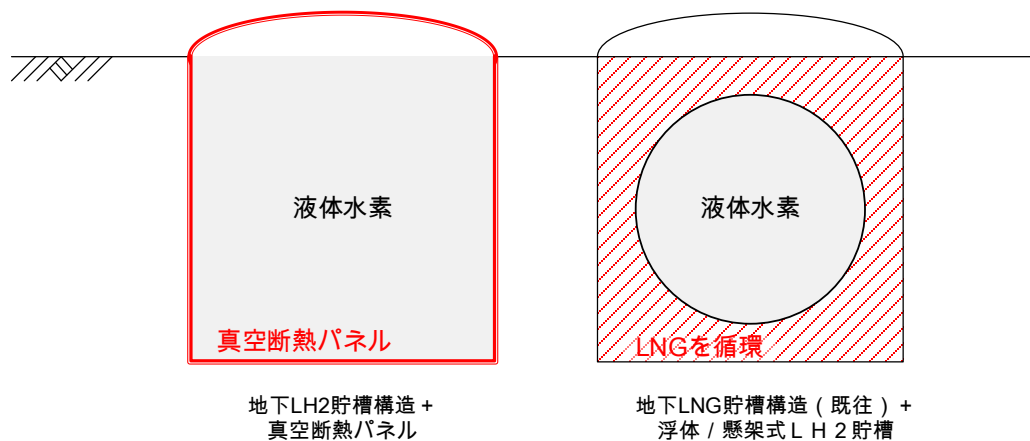 液体水素
真空断熱パネル
地下LH2貯槽構造 +
真空断熱パネル
液体水素
LNGを循環
地下LNG貯槽構造（既往）+
浮体 / 懸架式ＬＨ２貯槽